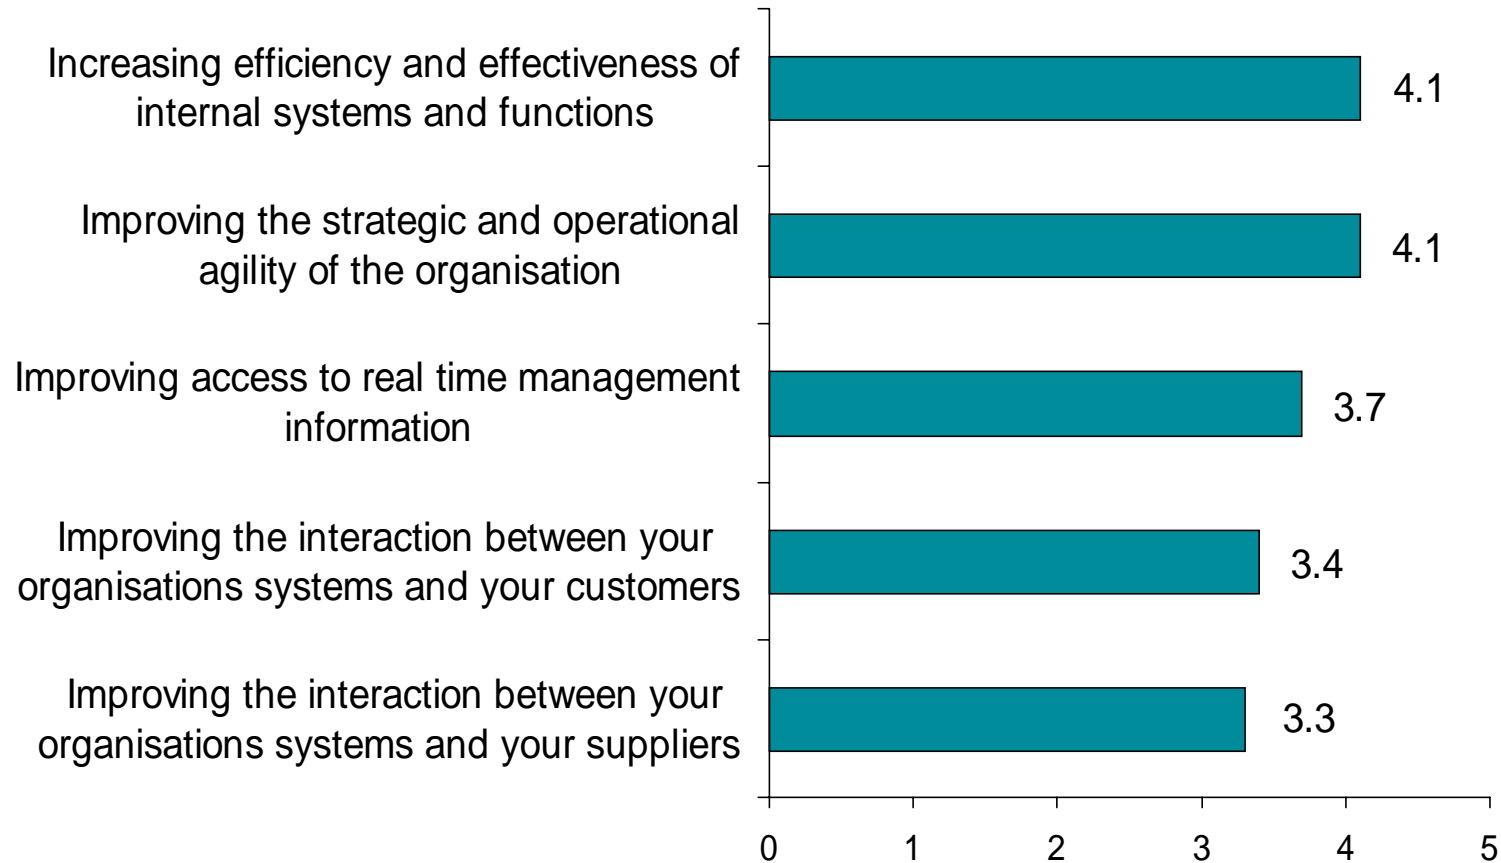 Increasing efficiency and effectiveness of
internal systems and functions
4.1
Improving the strategic and operational
agility of the organisation
4.1
Improving access to real time management
information
3.7
Improving the interaction between your
organisations systems and your customers
3.4
Improving the interaction between your
organisations systems and your suppliers
3.3
0 1 2 3 4 5